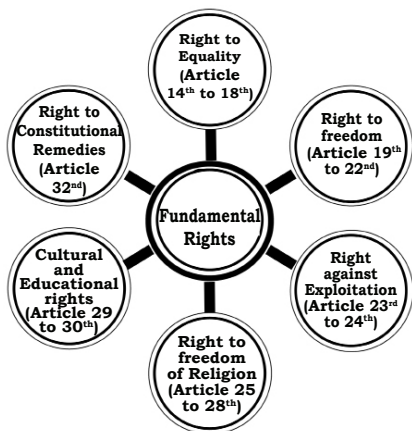 Right to
Equality
(Article
14th to 18th)
Right to
freedom
(Article 19th
to 22nd)
Right
against
Exploitation
(Article 23rd
to 24th)
Right to
freedom
of Religion
(Article 25
to 28th)
Cultural
and
Educational
rights
(Article 29
to 30th)
Right to
Constitutional
Remedies
(Article
32nd)
Fundamental
Rights